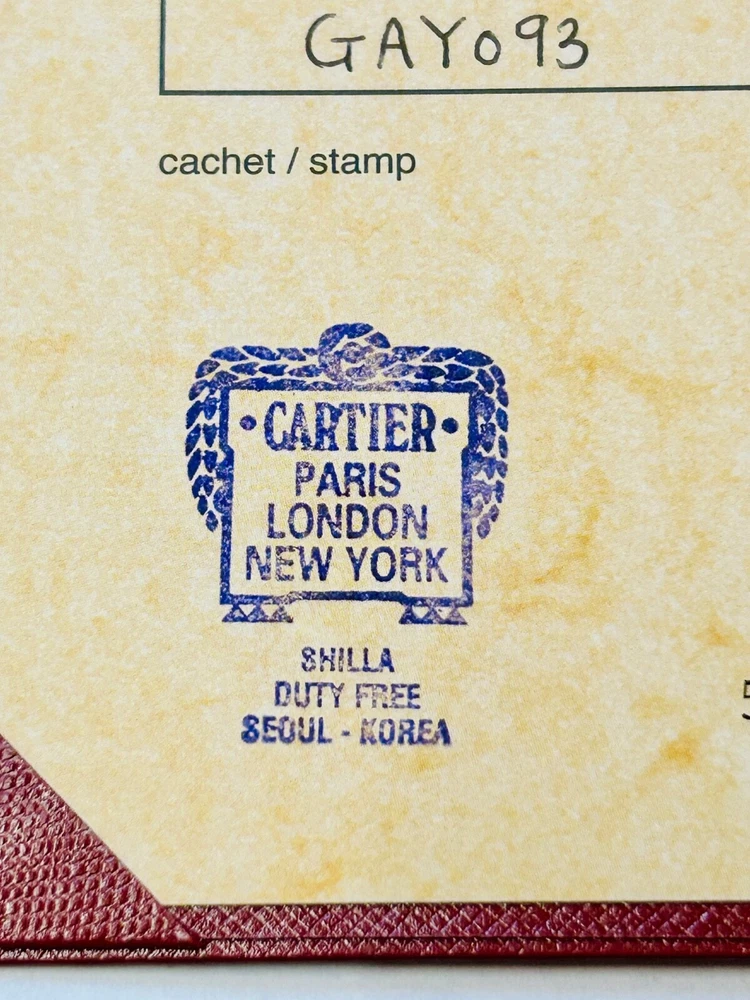 GAY093
cachet / stamp
• CARTIER •
PARIS
LONDON
NEW YORK
SHILLA
DUTY FREE
SEOUL - KOREA